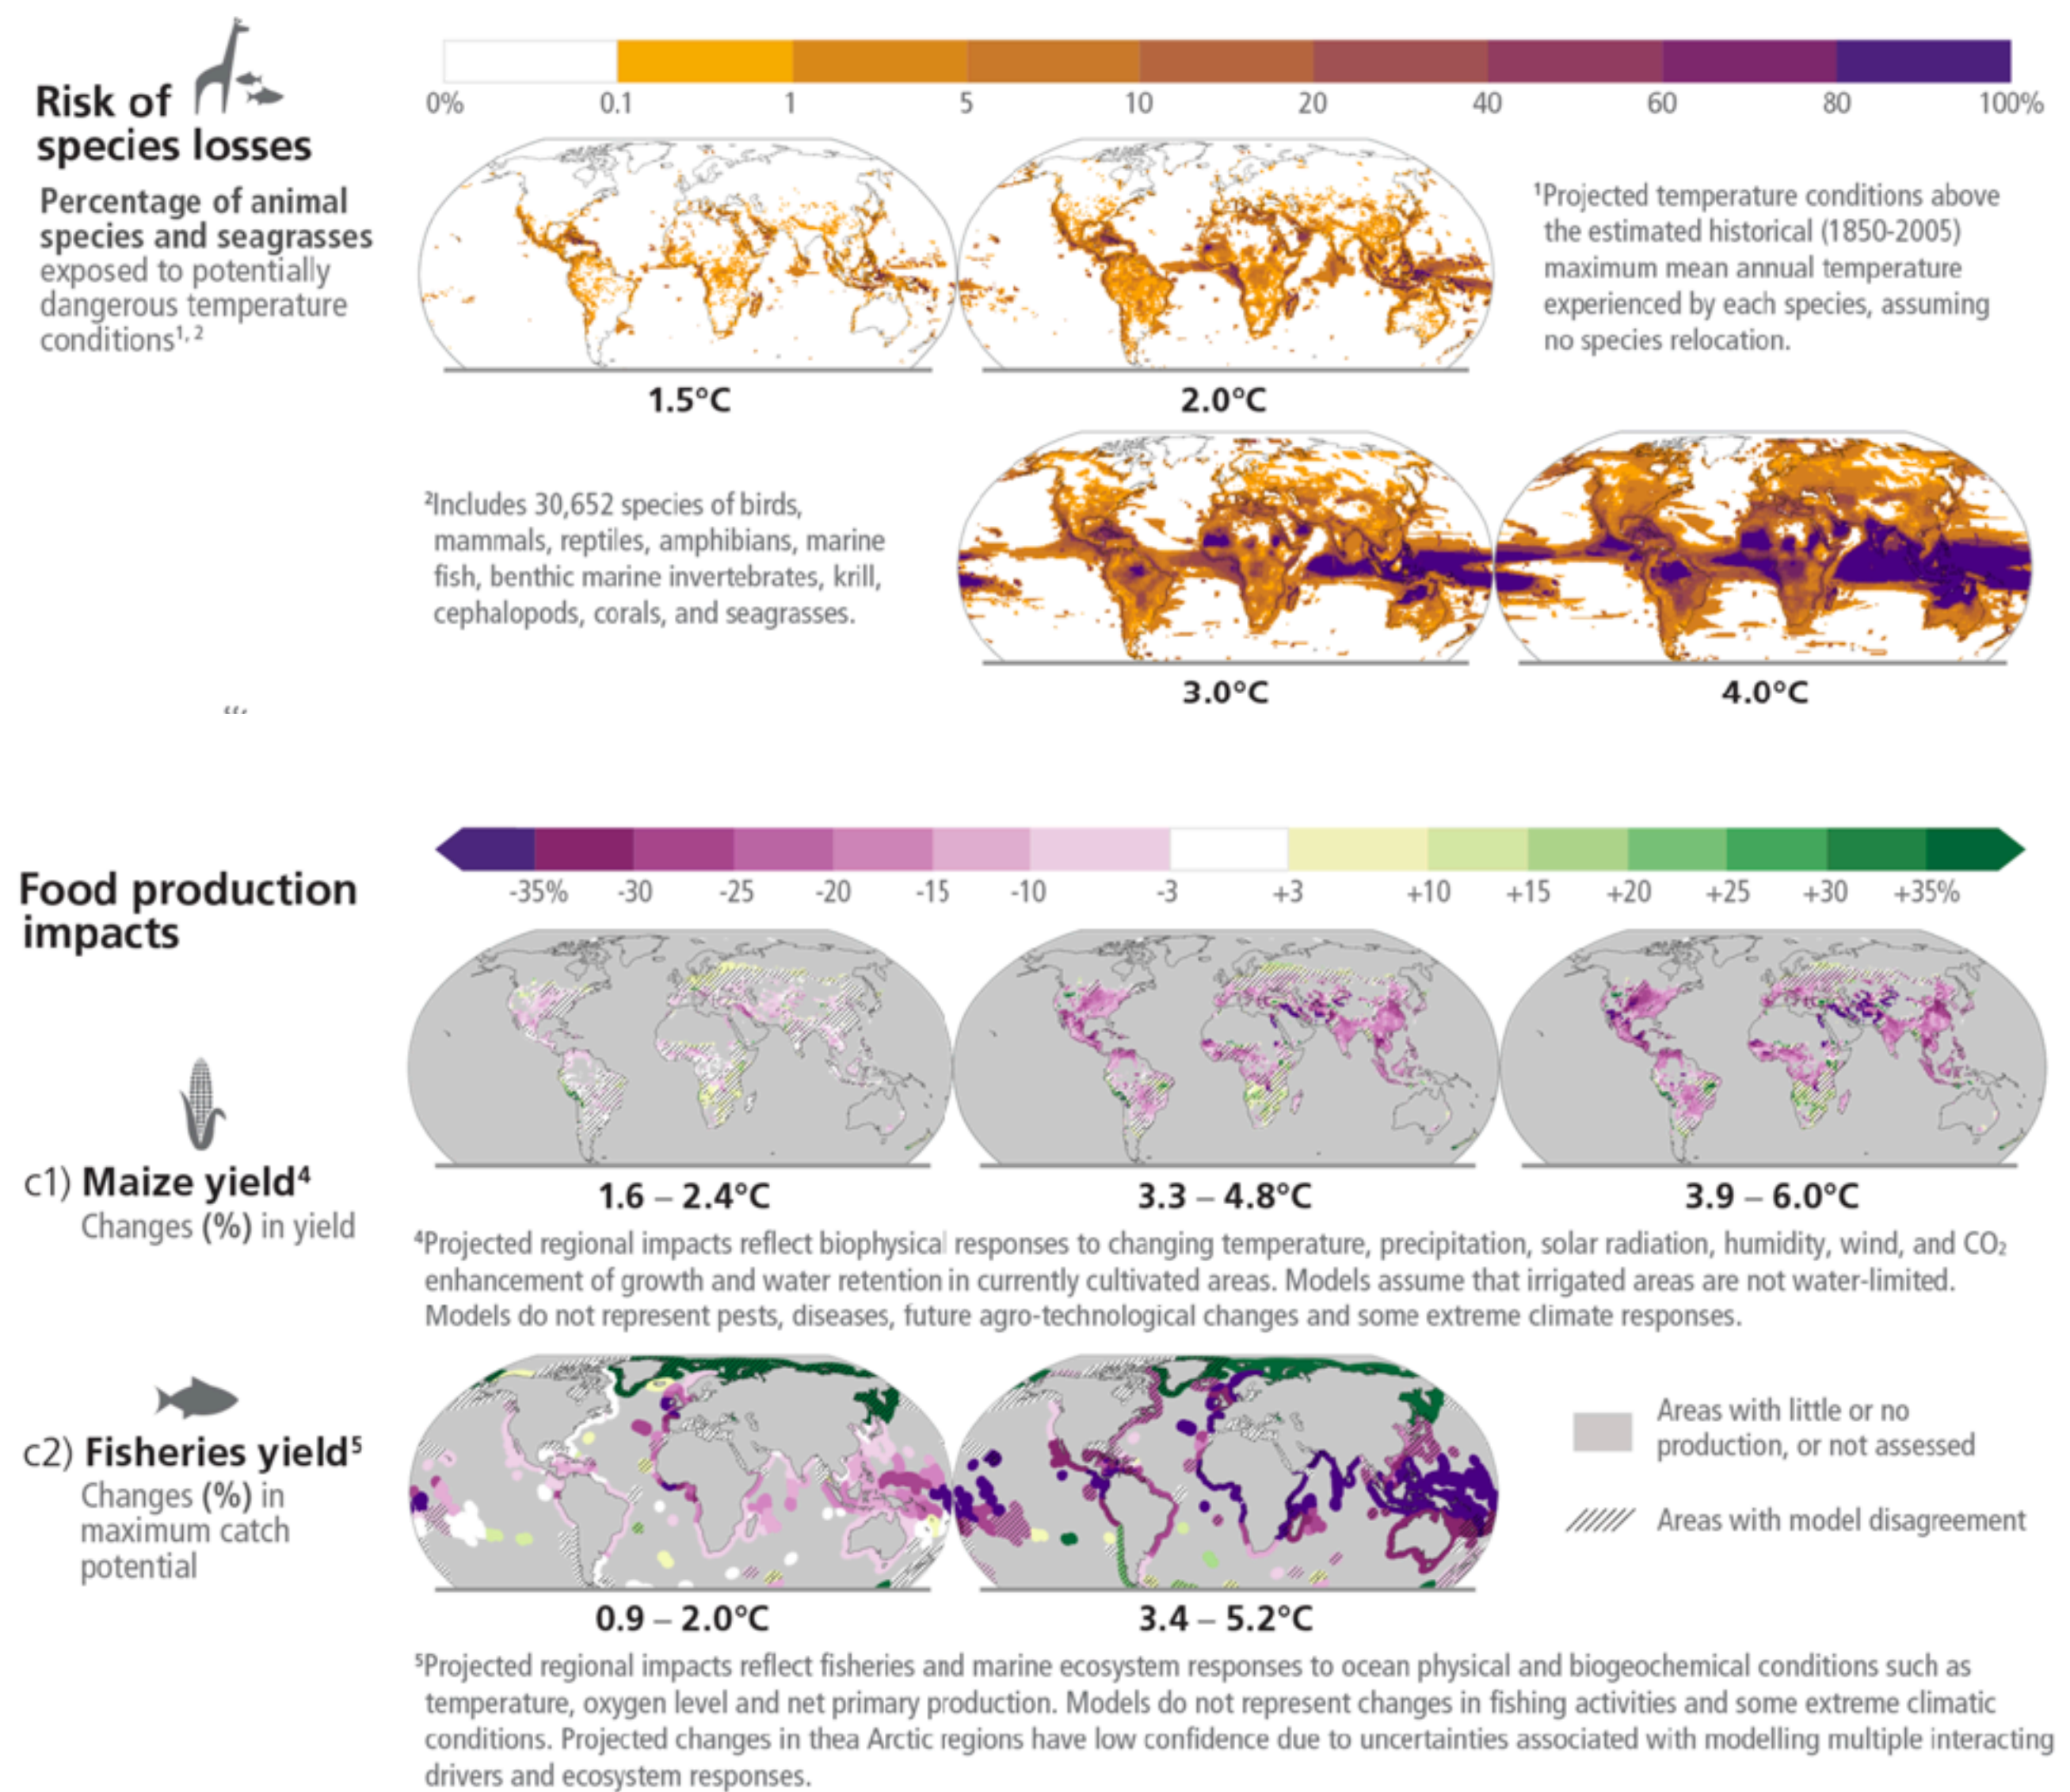 Risk of
species losses
Percentage of animal
species and seagrasses
exposed to potentially
dangerous temperature
conditions¹,²
0% 0.1 1 5 10 20 40 60 80 100%
¹Projected temperature conditions above
the estimated historical (1850-2005)
maximum mean annual temperature
experienced by each species, assuming
no species relocation.
1.5°C 2.0°C
²Includes 30,652 species of birds,
mammals, reptiles, amphibians, marine
fish, benthic marine invertebrates, krill,
cephalopods, corals, and seagrasses.
3.0°C 4.0°C
Food production
impacts
-35% -30 -25 -20 -15 -10 -3 +3 +10 +15 +20 +25 +30 +35%
c1) Maize yield⁴
Changes (%) in yield
1.6 – 2.4°C 3.3 – 4.8°C 3.9 – 6.0°C
⁴Projected regional impacts reflect biophysical responses to changing temperature, precipitation, solar radiation, humidity, wind, and CO₂
enhancement of growth and water retention in currently cultivated areas. Models assume that irrigated areas are not water-limited.
Models do not represent pests, diseases, future agro-technological changes and some extreme climate responses.
c2) Fisheries yield⁵
Changes (%) in
maximum catch
potential
0.9 – 2.0°C 3.4 – 5.2°C
Areas with little or no
production, or not assessed
Areas with model disagreement
⁵Projected regional impacts reflect fisheries and marine ecosystem responses to ocean physical and biogeochemical conditions such as
temperature, oxygen level and net primary production. Models do not represent changes in fishing activities and some extreme climatic
conditions. Projected changes in thea Arctic regions have low confidence due to uncertainties associated with modelling multiple interacting
drivers and ecosystem responses.